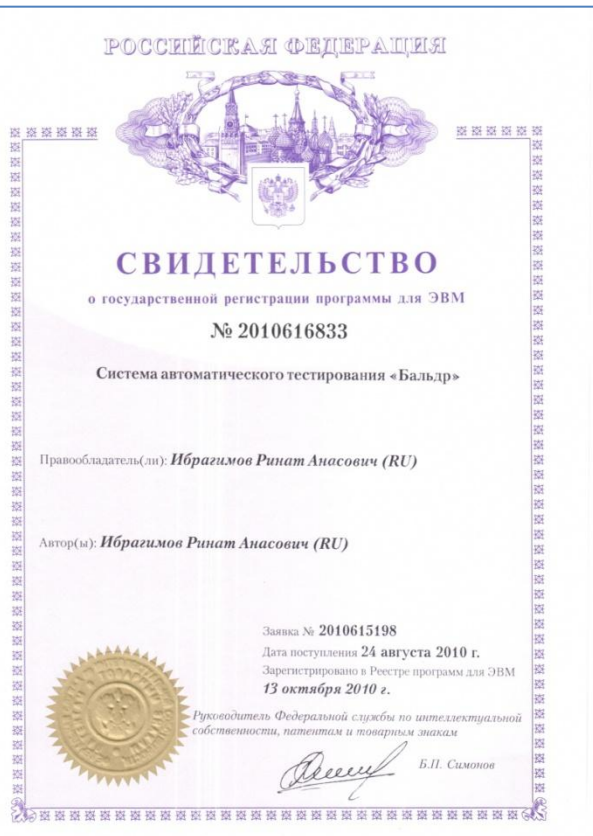 РОССИЙСКАЯ ФЕДЕРАЦИЯ
СВИДЕТЕЛЬСТВО
о государственной регистрации программы для ЭВМ
№ 2010616833
Система автоматического тестирования «Бальдр»
Правообладатель(ли): Ибрагимов Ринат Анасович (RU)
Автор(ы): Ибрагимов Ринат Анасович (RU)
Заявка № 2010615198
Дата поступления 24 августа 2010 г.
Зарегистрировано в Реестре программ для ЭВМ
13 октября 2010 г.
Руководитель Федеральной службы по интеллектуальной
собственности, патентам и товарным знакам
Б.П. Симонов